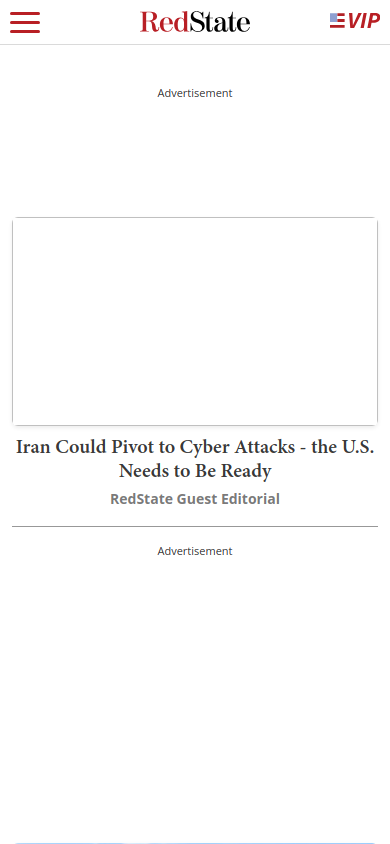 RedState
VIP
Advertisement
Iran Could Pivot to Cyber Attacks - the U.S.
Needs to Be Ready
RedState Guest Editorial
Advertisement